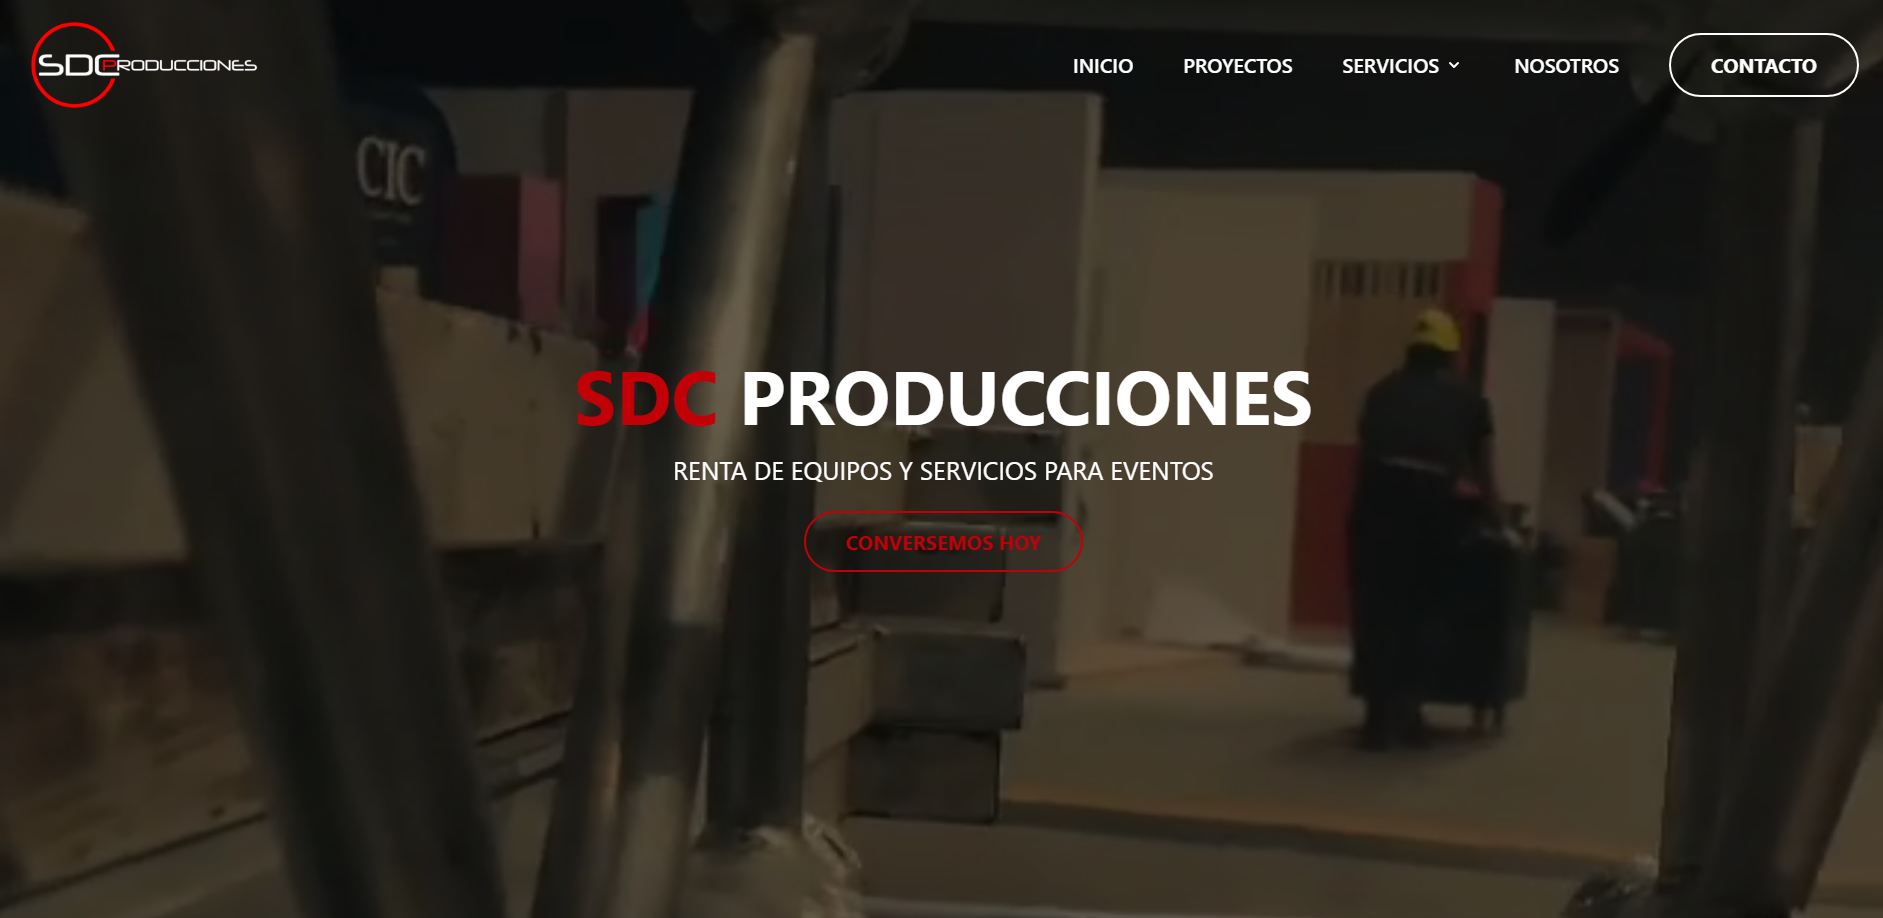 SDC PRODUCCIONES
INICIO
PROYECTOS
SERVICIOS
NOSOTROS
CONTACTO
CIC
SDC PRODUCCIONES
RENTA DE EQUIPOS Y SERVICIOS PARA EVENTOS
CONVERSEMOS HOY